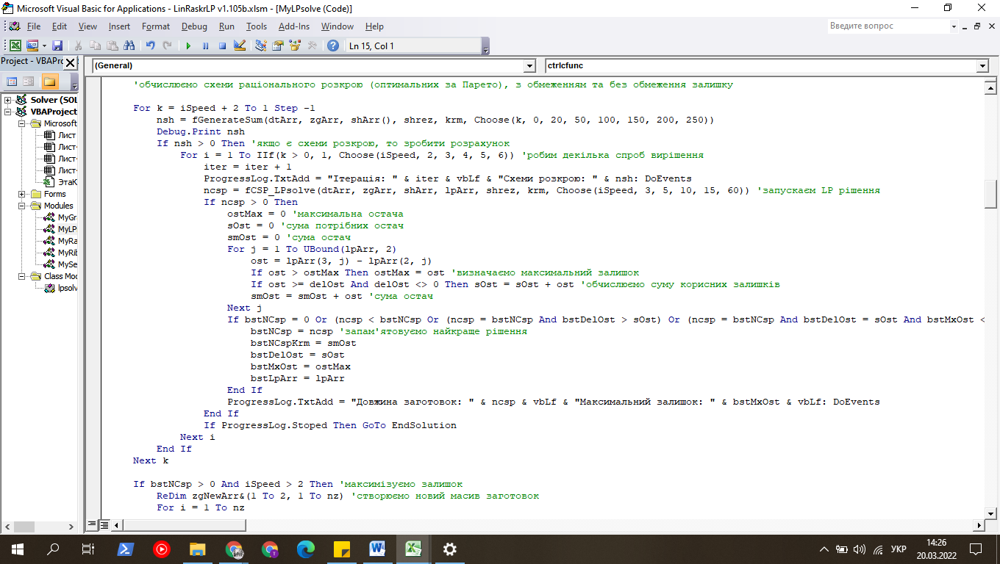 Microsoft Visual Basic for Applications - LinRaskrLP v1.105b.xlsm - [MyLPsolve (Code)]
File Edit View Insert Format Debug Run Tools Add-Ins Window Help
Введите вопрос
Ln 15, Col 1
Project - VBAPro
(General)
ctrlcfunc
Solver (SOL
VBAProject
Microsoft
Лист
Лист
Лист
Лист
ЭтаК
Forms
Modules
MyGr
MyLP
MyRa
MyRib
MySe
Class Mod
lpsolv
'обчислюємо схеми раціонального розкрою (оптимальних за Парето), з обмеженням та без обмеження залишку
For k = iSpeed + 2 To 1 Step -1
nsh = fGenerateSum(dtArr, zgArr, shArr(), shrez, krm, Choose(k, 0, 20, 50, 100, 150, 200, 250))
Debug.Print nsh
If nsh > 0 Then 'якщо є схеми розкрою, то зробити розрахунок
For i = 1 To IIf(k > 0, 1, Choose(iSpeed, 2, 3, 4, 5, 6)) 'робим декілька спроб вирішення
iter = iter + 1
ProgressLog.TxtAdd = "Ітерація: " & iter & vbLf & "Схеми розкрою: " & nsh: DoEvents
ncsp = fCSP_LPsolve(dtArr, zgArr, shArr, lpArr, shrez, krm, Choose(iSpeed, 3, 5, 10, 15, 60)) 'запускаєм LP рішення
If ncsp > 0 Then
ostMax = 0 'максимальна остача
sOst = 0 'сума потрібних остач
smOst = 0 'сума остач
For j = 1 To UBound(lpArr, 2)
ost = lpArr(3, j) - lpArr(2, j)
If ost > ostMax Then ostMax = ost 'визначаємо максимальний залишок
If ost >= delOst And delOst <> 0 Then sOst = sOst + ost 'обчислюємо суму корисних залишків
smOst = smOst + ost 'сума остач
Next j
If bstNCsp = 0 Or (ncsp < bstNCsp Or (ncsp = bstNCsp And bstDelOst > sOst) Or (ncsp = bstNCsp And bstDelOst = sOst And bstMxOst <
bstNCsp = ncsp 'запам'ятовуємо найкраще рішення
bstNCspKrm = smOst
bstDelOst = sOst
bstMxOst = ostMax
bstLpArr = lpArr
End If
ProgressLog.TxtAdd = "Довжина заготовок: " & ncsp & vbLf & "Максимальний залишок: " & bstMxOst & vbLf: DoEvents
End If
If ProgressLog.Stoped Then GoTo EndSolution
Next i
End If
Next k
If bstNCsp > 0 And iSpeed > 2 Then 'максимізуємо залишок
ReDim zgNewArr&(1 To 2, 1 To nz) 'створюємо новий масив заготовок
For i = 1 To nz
УКР
14:26
20.03.2022